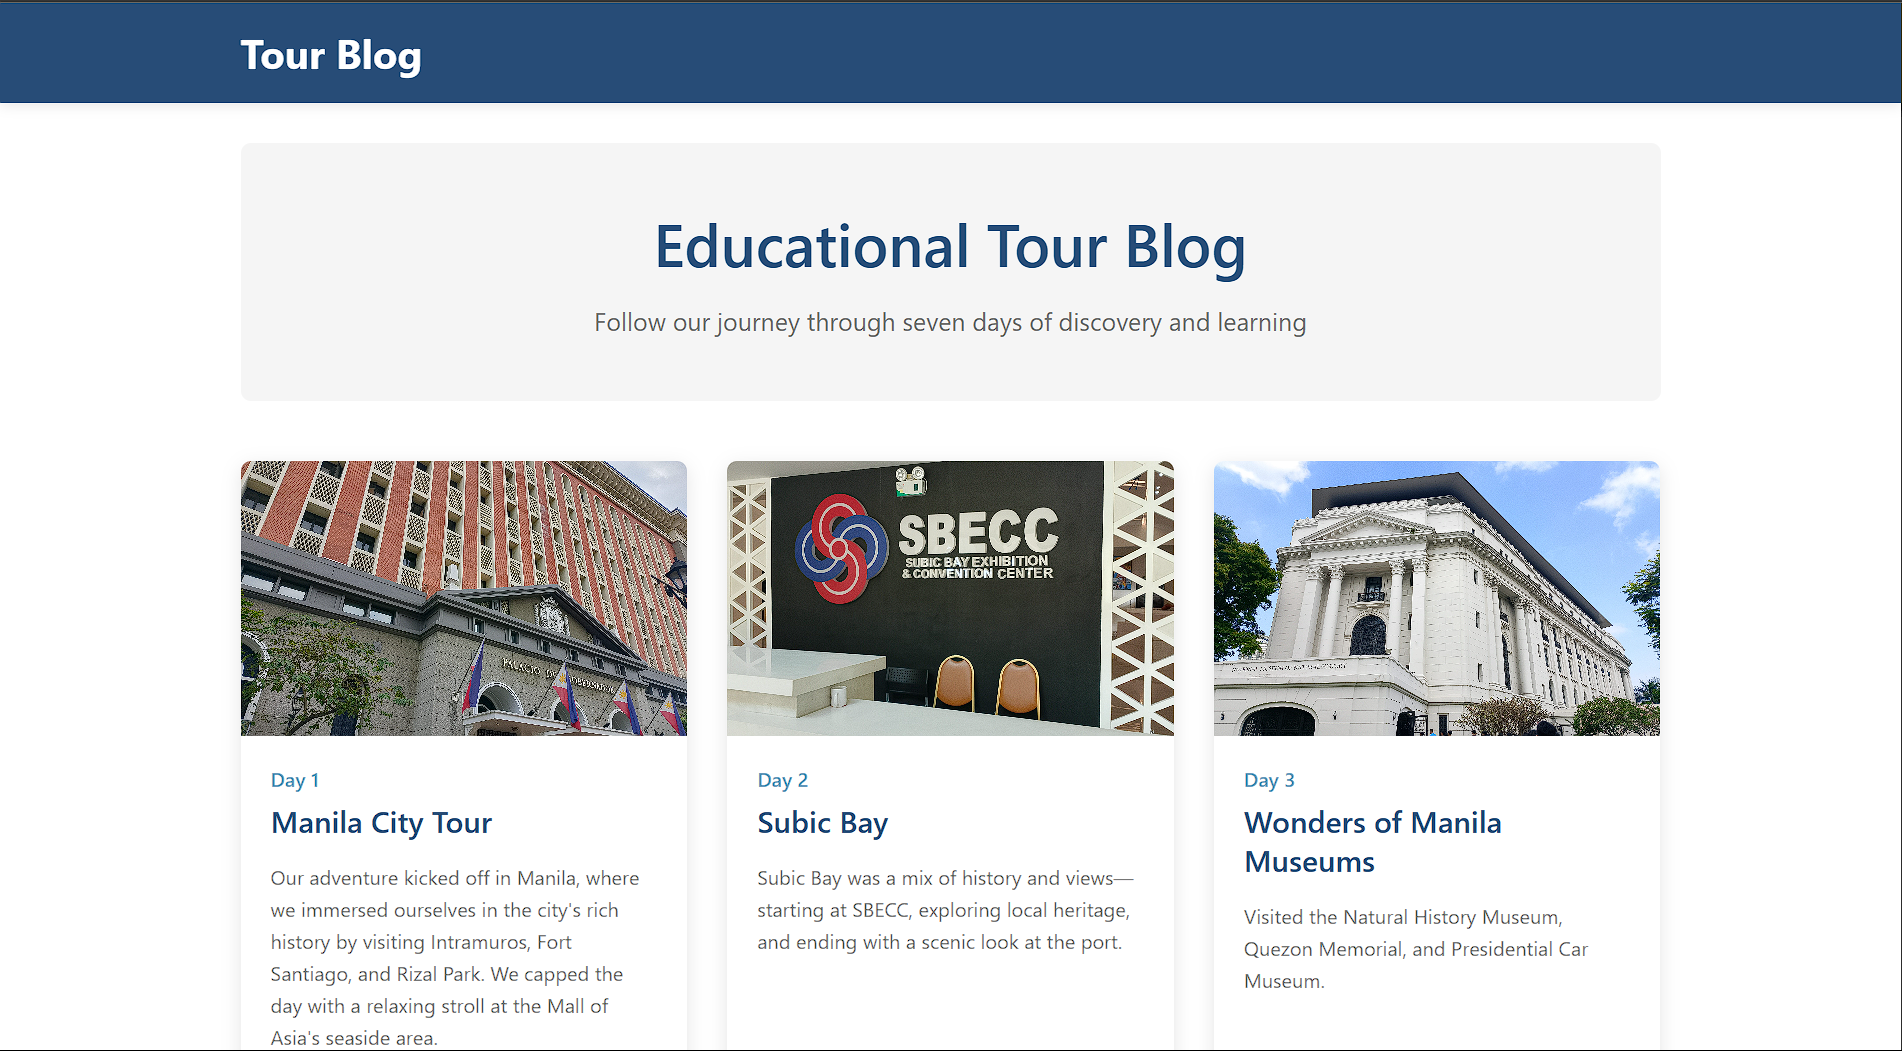 Tour Blog
Educational Tour Blog
Follow our journey through seven days of discovery and learning
PALACIO DEL GOBERNADOR
SBECC
SUBIC BAY EXHIBITION
& CONVENTION CENTER
Day 1
Manila City Tour
Our adventure kicked off in Manila, where
we immersed ourselves in the city's rich
history by visiting Intramuros, Fort
Santiago, and Rizal Park. We capped the
day with a relaxing stroll at the Mall of
Asia's seaside area.
Day 2
Subic Bay
Subic Bay was a mix of history and views—
starting at SBECC, exploring local heritage,
and ending with a scenic look at the port.
Day 3
Wonders of Manila
Museums
Visited the Natural History Museum,
Quezon Memorial, and Presidential Car
Museum.